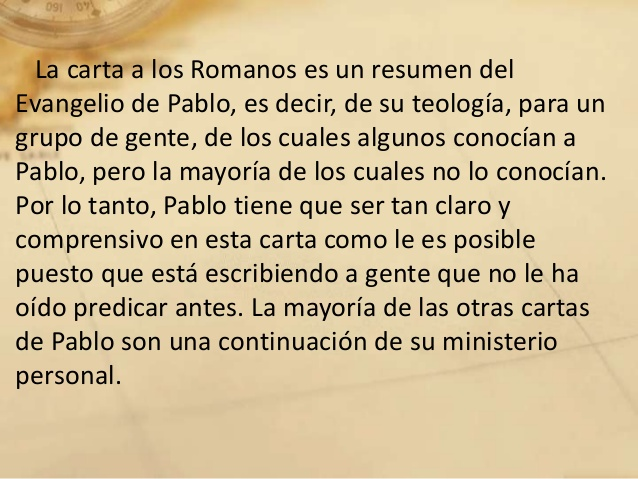 La carta a los Romanos es un resumen del
Evangelio de Pablo, es decir, de su teología, para un
grupo de gente, de los cuales algunos conocían a
Pablo, pero la mayoría de los cuales no lo conocían.
Por lo tanto, Pablo tiene que ser tan claro y
comprensivo en esta carta como le es posible
puesto que está escribiendo a gente que no le ha
oído predicar antes. La mayoría de las otras cartas
de Pablo son una continuación de su ministerio
personal.